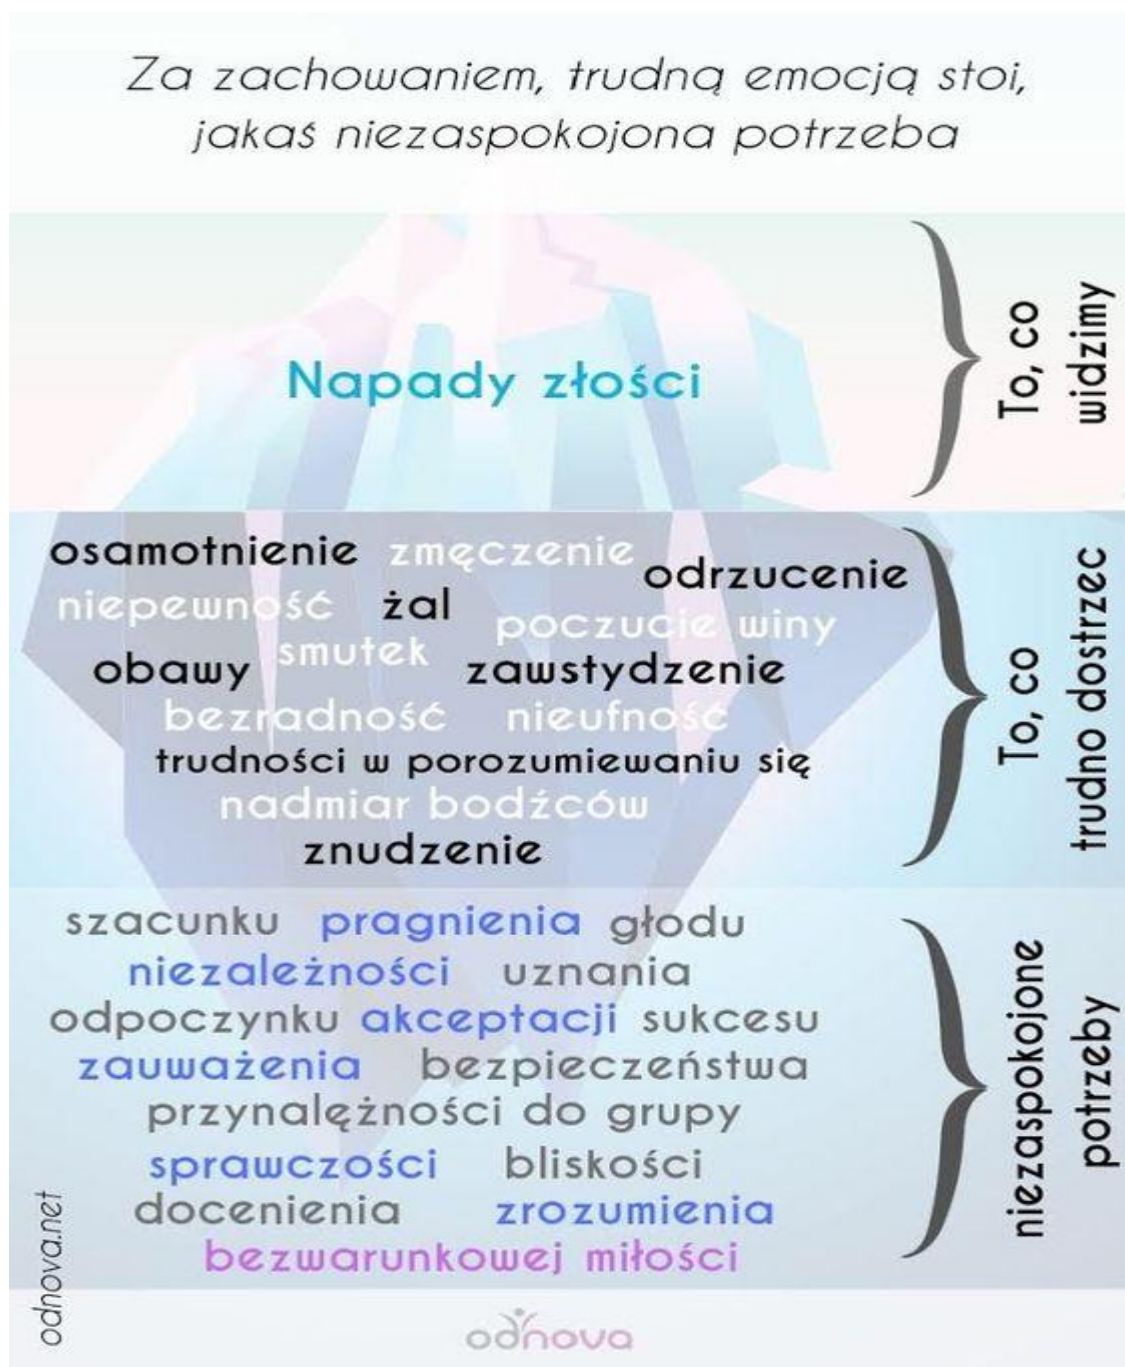 Za zachowaniem, trudną emocją stoi,
jakaś niezaspokojona potrzeba
Napady złości
To, co
widzimy
osamotnienie zmęczenie odrzucenie
niepewność żal poczucie winy
obawy smutek zawstydzenie
bezradność nieufność
trudności w porozumiewaniu się
nadmiar bodźców
znudzenie
To, co
trudno dostrzec
szacunku pragnienia głodu
niezależności uznania
odpoczynku akceptacji sukcesu
zauważenia bezpieczeństwa
przynależności do grupy
sprawczości bliskości
docenienia zrozumienia
bezwarunkowej miłości
niezaspokojone
potrzeby
odnova.net
odnova